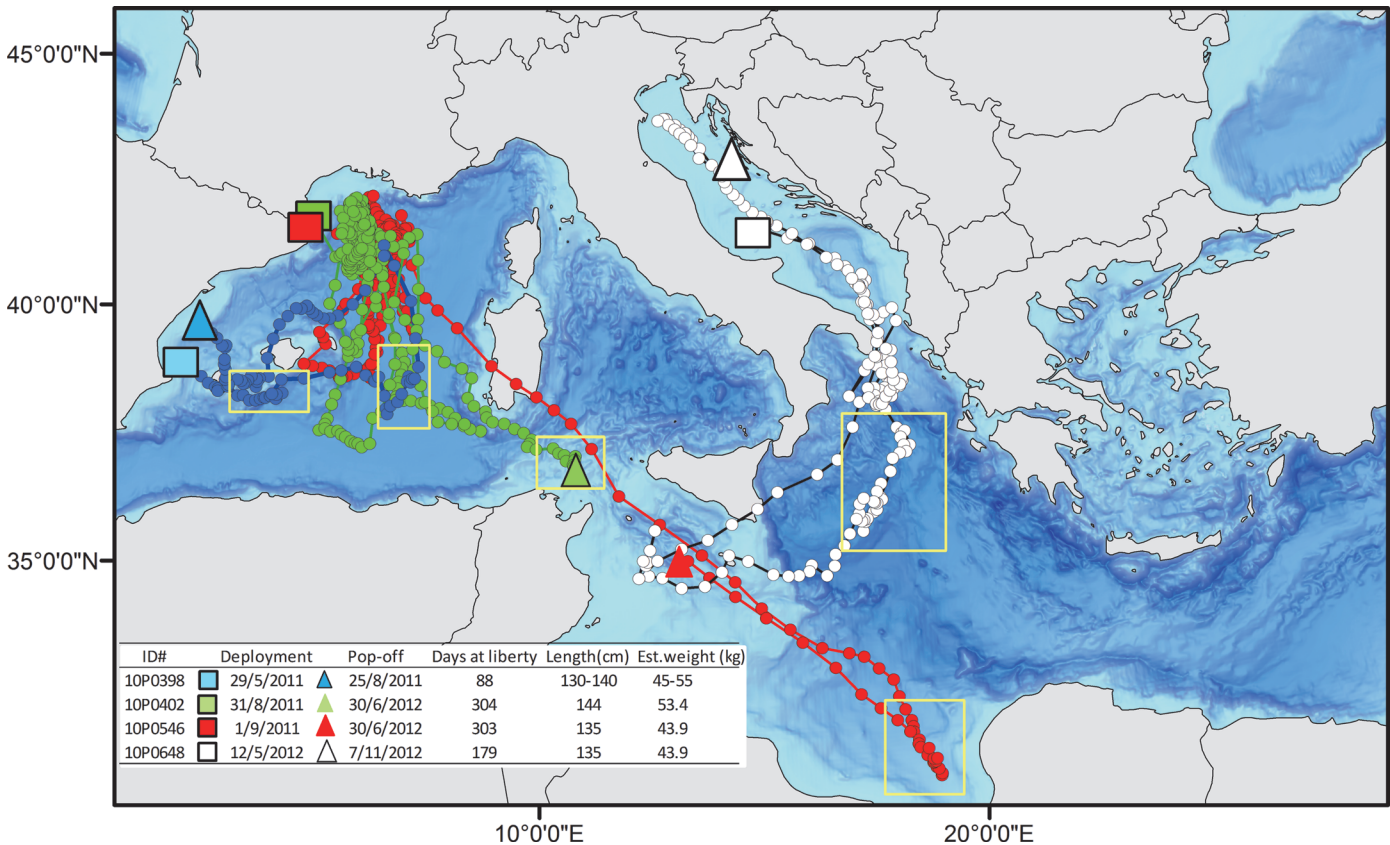 45°0'0"N
40°0'0"N
35°0'0"N
ID# Deployment Pop-off Days at liberty Length(cm) Est.weight (kg)
10P0398 29/5/2011 25/8/2011 88 130-140 45-55
10P0402 31/8/2011 30/6/2012 304 144 53.4
10P0546 1/9/2011 30/6/2012 303 135 43.9
10P0648 12/5/2012 7/11/2012 179 135 43.9
10°0'0"E 20°0'0"E